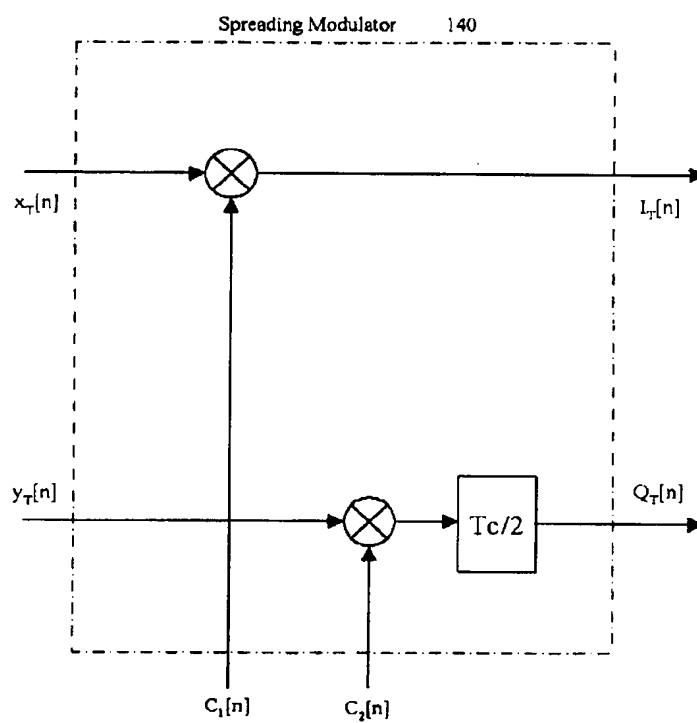 Spreading Modulator 140
x_T[n]
I_T[n]
y_T[n]
Q_T[n]
Tc/2
C_1[n]
C_2[n]